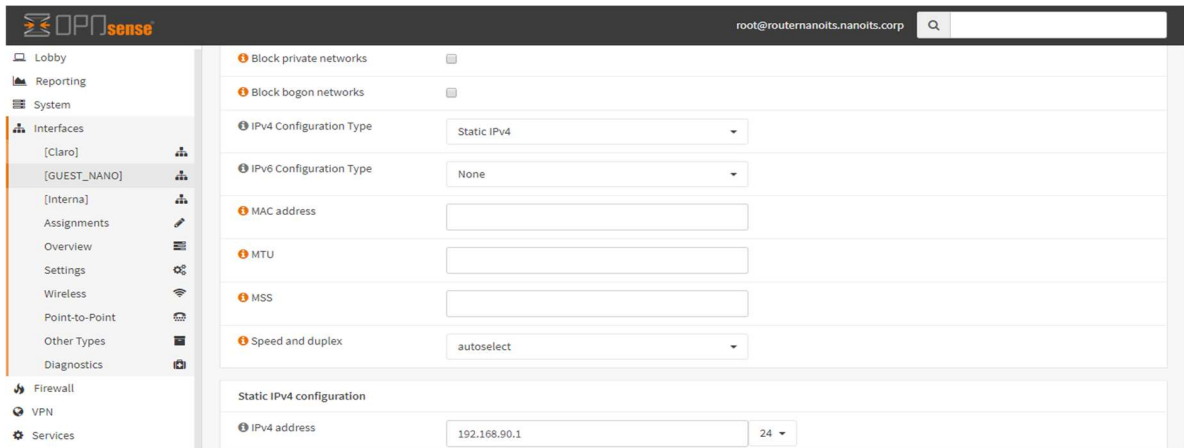 OPNsense
root@routernanoits.nanoits.corp
Lobby
Reporting
System
Interfaces
[Claro]
[GUEST_NANO]
[Interna]
Assignments
Overview
Settings
Wireless
Point-to-Point
Other Types
Diagnostics
Firewall
VPN
Services
Block private networks
Block bogon networks
IPv4 Configuration Type
Static IPv4
IPv6 Configuration Type
None
MAC address
MTU
MSS
Speed and duplex
autoselect
Static IPv4 configuration
IPv4 address
192.168.90.1
24